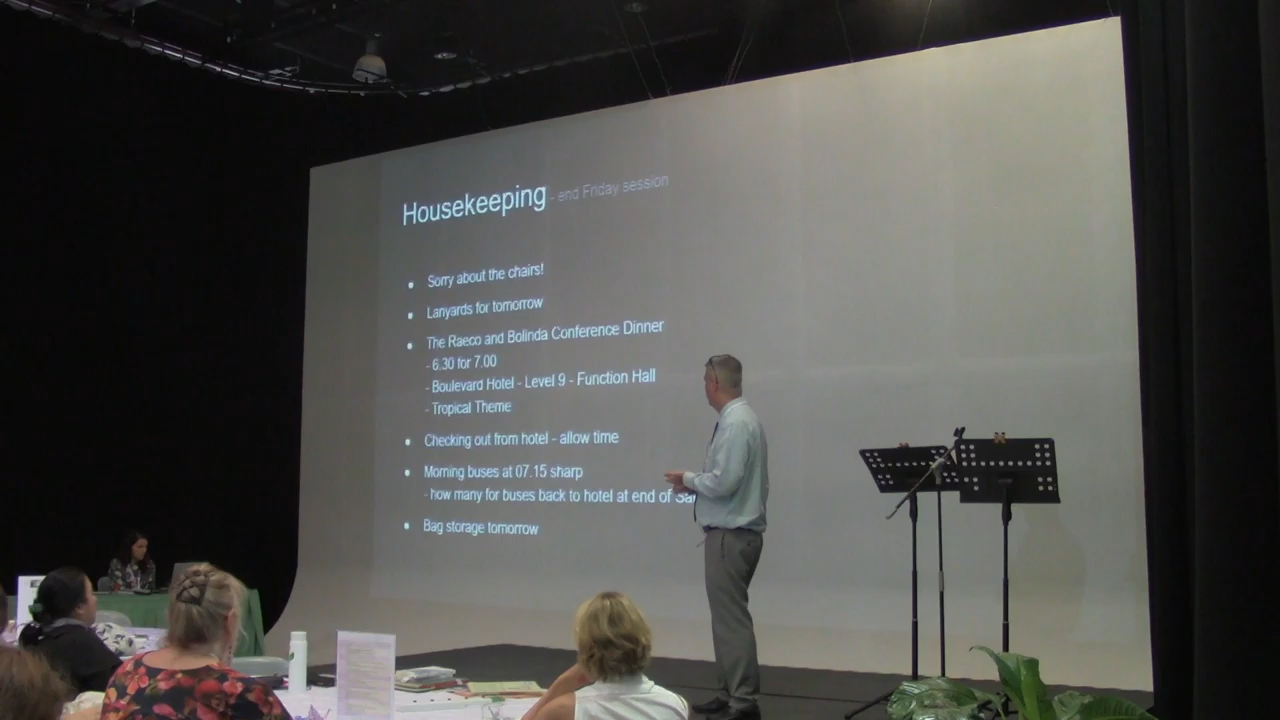 Housekeeping - end Friday session
Sorry about the chairs!
Lanyards for tomorrow
The Raeco and Bolinda Conference Dinner
- 6.30 for 7.00
- Boulevard Hotel - Level 9 - Function Hall
- Tropical Theme
Checking out from hotel - allow time
Morning buses at 07.15 sharp
- how many for buses back to hotel at end of
Bag storage tomorrow